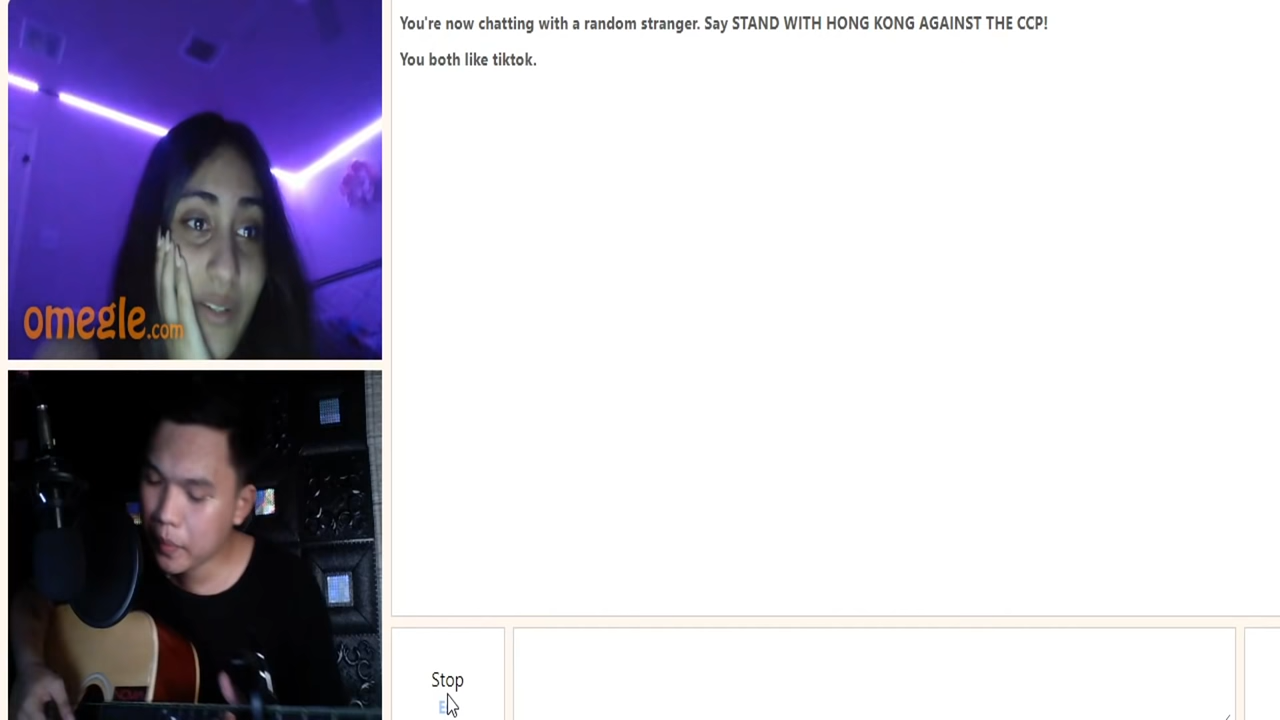 You're now chatting with a random stranger. Say STAND WITH HONG KONG AGAINST THE CCP!
You both like tiktok.
omegle.com
Stop